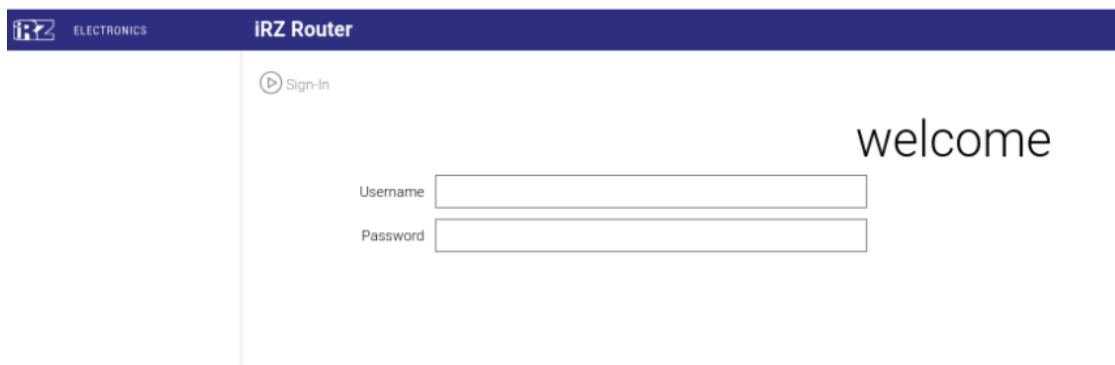 iRZ ELECTRONICS iRZ Router
Sign-In
welcome
Username
Password